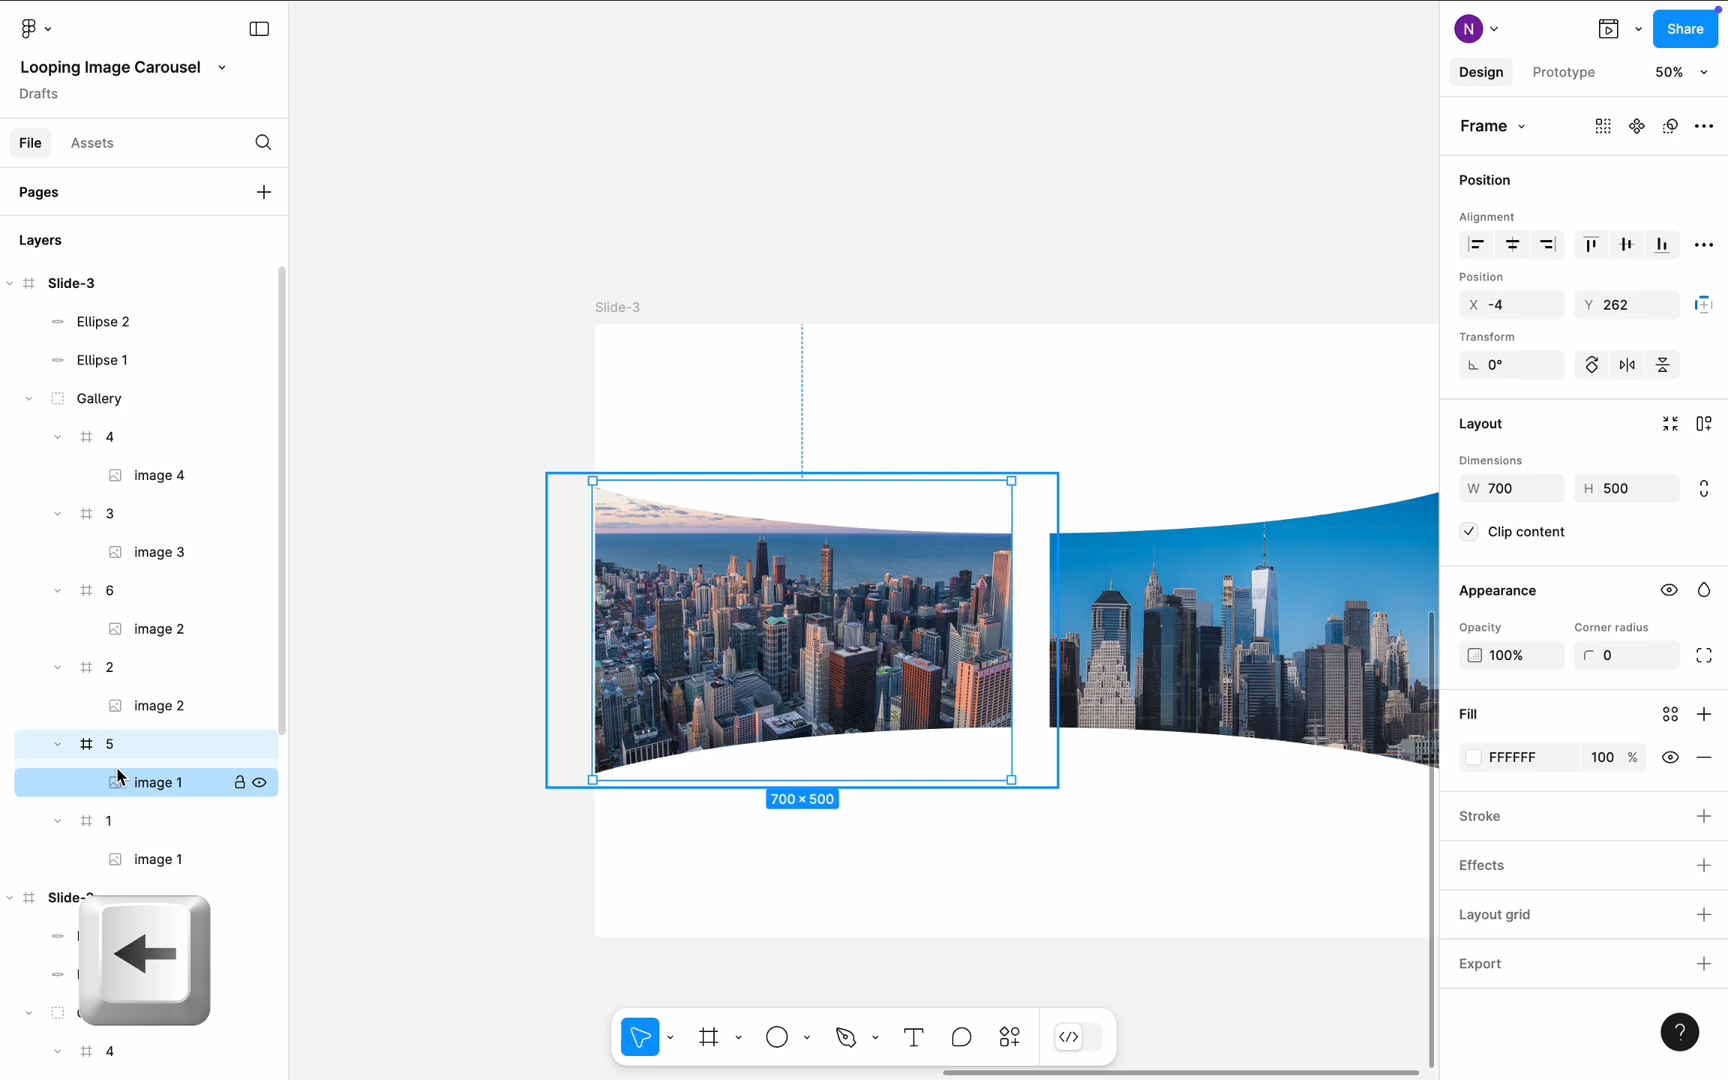 Looping Image Carousel
Drafts
File
Assets
Pages
Layers
Slide-3
Ellipse 2
Ellipse 1
Gallery
4
image 4
3
image 3
6
image 2
2
image 2
5
image 1
1
image 1
4
Slide-3
700 × 500
N
Share
Design
Prototype
50%
Frame
Position
Alignment
Position
X -4
Y 262
Transform
0°
Layout
Dimensions
W 700
H 500
Clip content
Appearance
Opacity
Corner radius
100%
0
Fill
FFFFFF
100 %
Stroke
Effects
Layout grid
Export
?